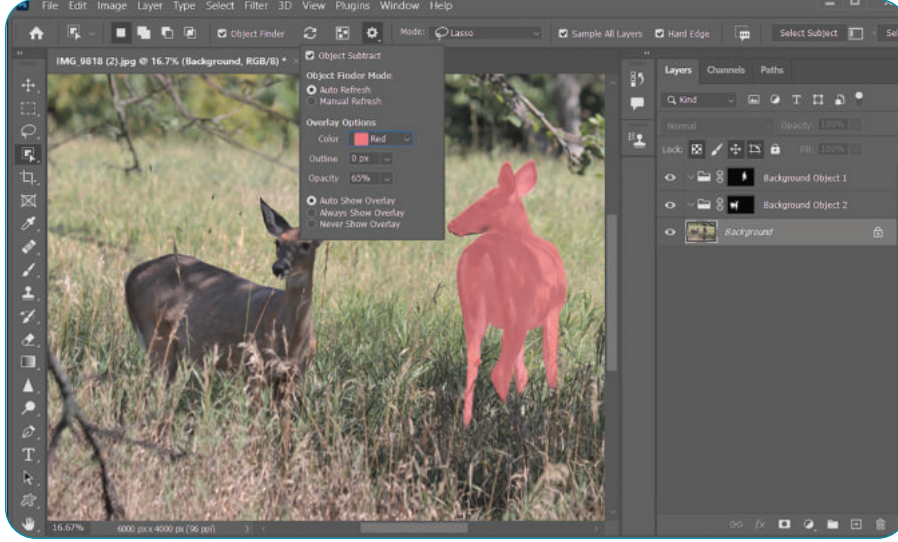 File Edit Image Layer Type Select Filter 3D View Plugins Window Help
Object Finder Mode: Lasso Sample All Layers Hard Edge Select Subject Sel
IMG_9818 (2).jpg @ 16.7% (Background, RGB/8) *
Object Subtract
Object Finder Mode
Auto Refresh
Manual Refresh
Overlay Options
Color Red
Outline 0 px
Opacity 65%
Auto Show Overlay
Always Show Overlay
Never Show Overlay
Layers Channels Paths
Kind
Normal Opacity: 100%
Lock: Fill: 100%
Background Object 1
Background Object 2
Background
fx
16.67% 6000 px x 4000 px (96 ppi)